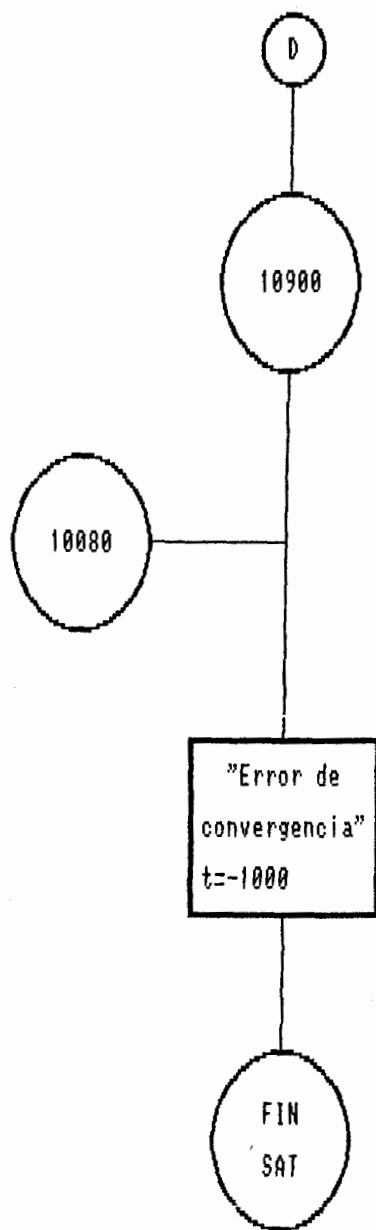 D
10900
10080
"Error de
convergencia"
t=-1000
FIN
SAT